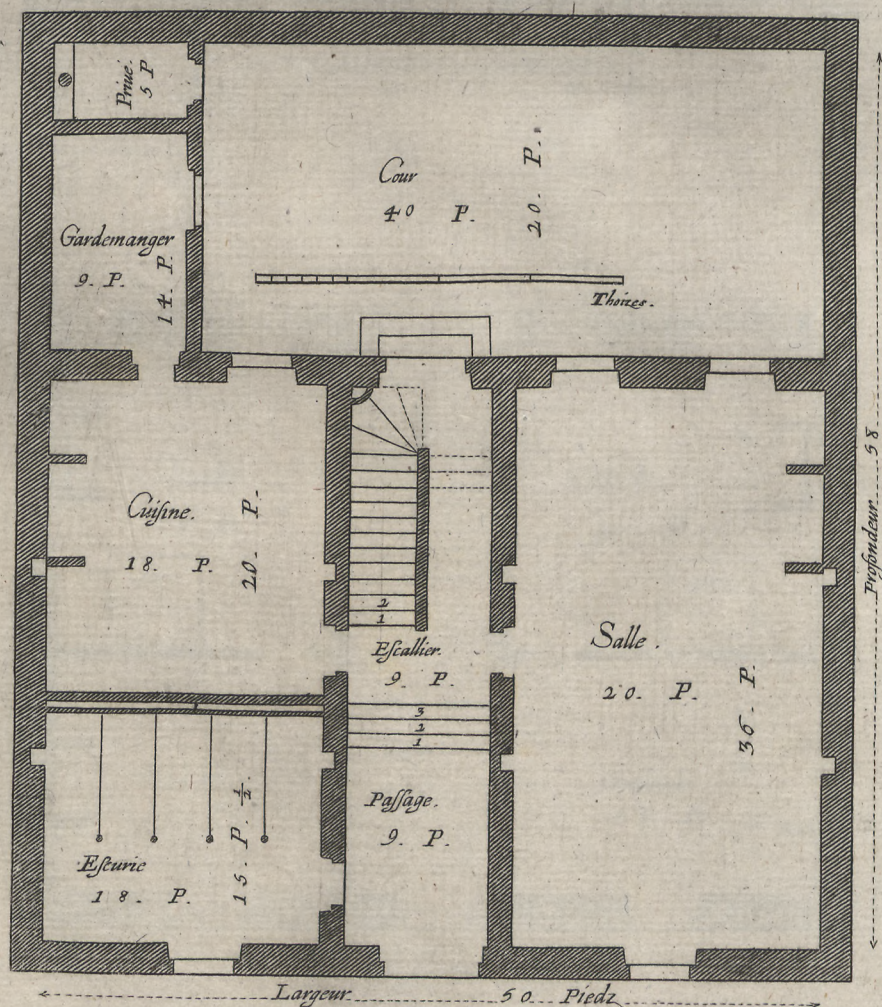 Priué.
5 P
Cour
40 P.
20. P.
Gardemanger
9. P.
14. P.
Thoizes.
Cuiſine.
18. P.
20. P.
2
1
Eſcallier.
9. P.
3
2
1
Salle.
20. P.
36. P.
Paſſage.
9. P.
Eſcurie
18. P.
15. P. ½
Profondeur 58
Largeur 50 Piedz